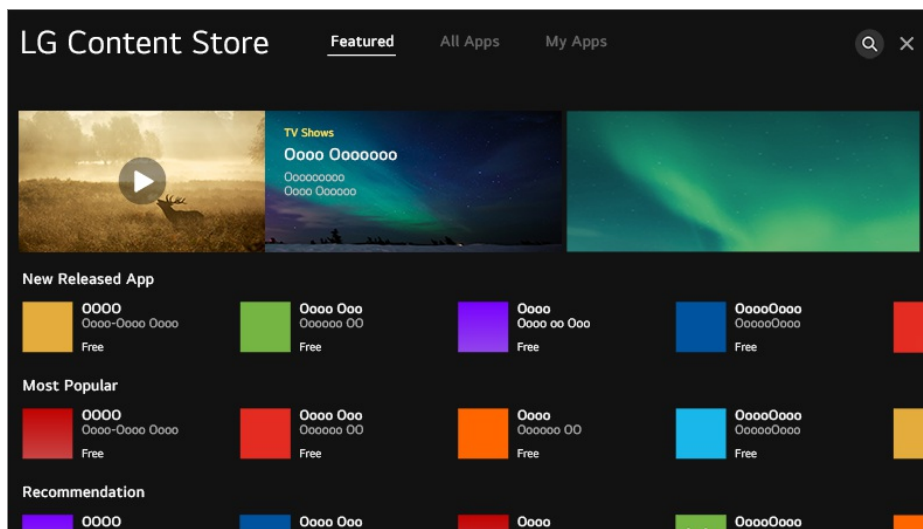 LG Content Store
Featured
All Apps
My Apps
TV Shows
Oooo Ooooooo
Ooooooooo
Oooo Oooooo
New Released App
OOOO
Oooo-Oooo Oooo
Free
Oooo Ooo
Oooooo OO
Free
Oooo
Oooo oo Ooo
Free
OoooOooo
OooooOooo
Free
Most Popular
OOOO
Oooo-Oooo Oooo
Free
Oooo Ooo
Oooooo OO
Free
Oooo
Oooooo OO
Free
OoooOooo
OooooOooo
Free
Recommendation
OOOO
Oooo Ooo
Oooo
OoooOooo